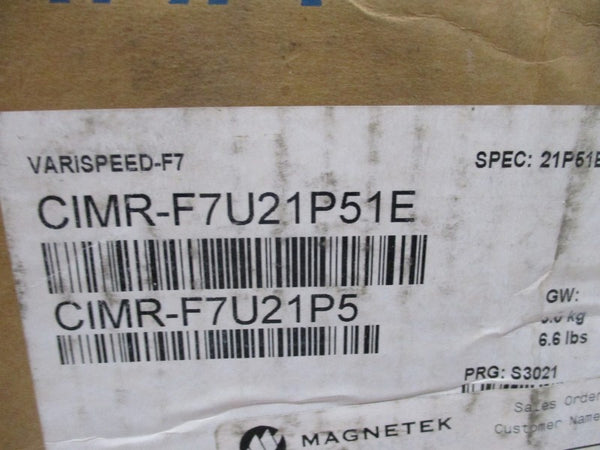 VARISPEED-F7
SPEC: 21P51E
CIMR-F7U21P51E
CIMR-F7U21P5
GW:
kg
6.6 lbs
PRG: S3021
Sales Order
Customer Name
MAGNETEK